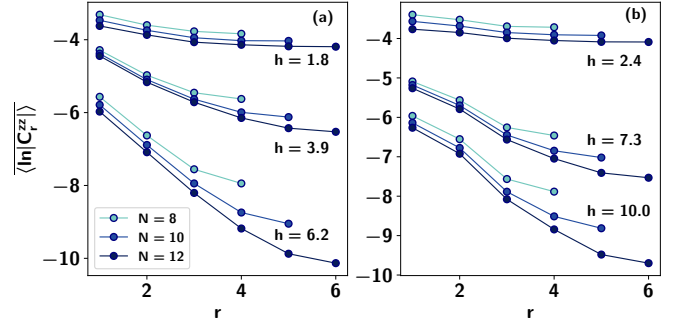 (a)
(b)
−4
−6
−8
−10
⟨ln|C_r^{zz}|⟩
h = 1.8
h = 3.9
h = 6.2
N = 8
N = 10
N = 12
2
4
6
r
−4
−5
−6
−7
−8
−9
−10
h = 2.4
h = 7.3
h = 10.0
2
4
6
r